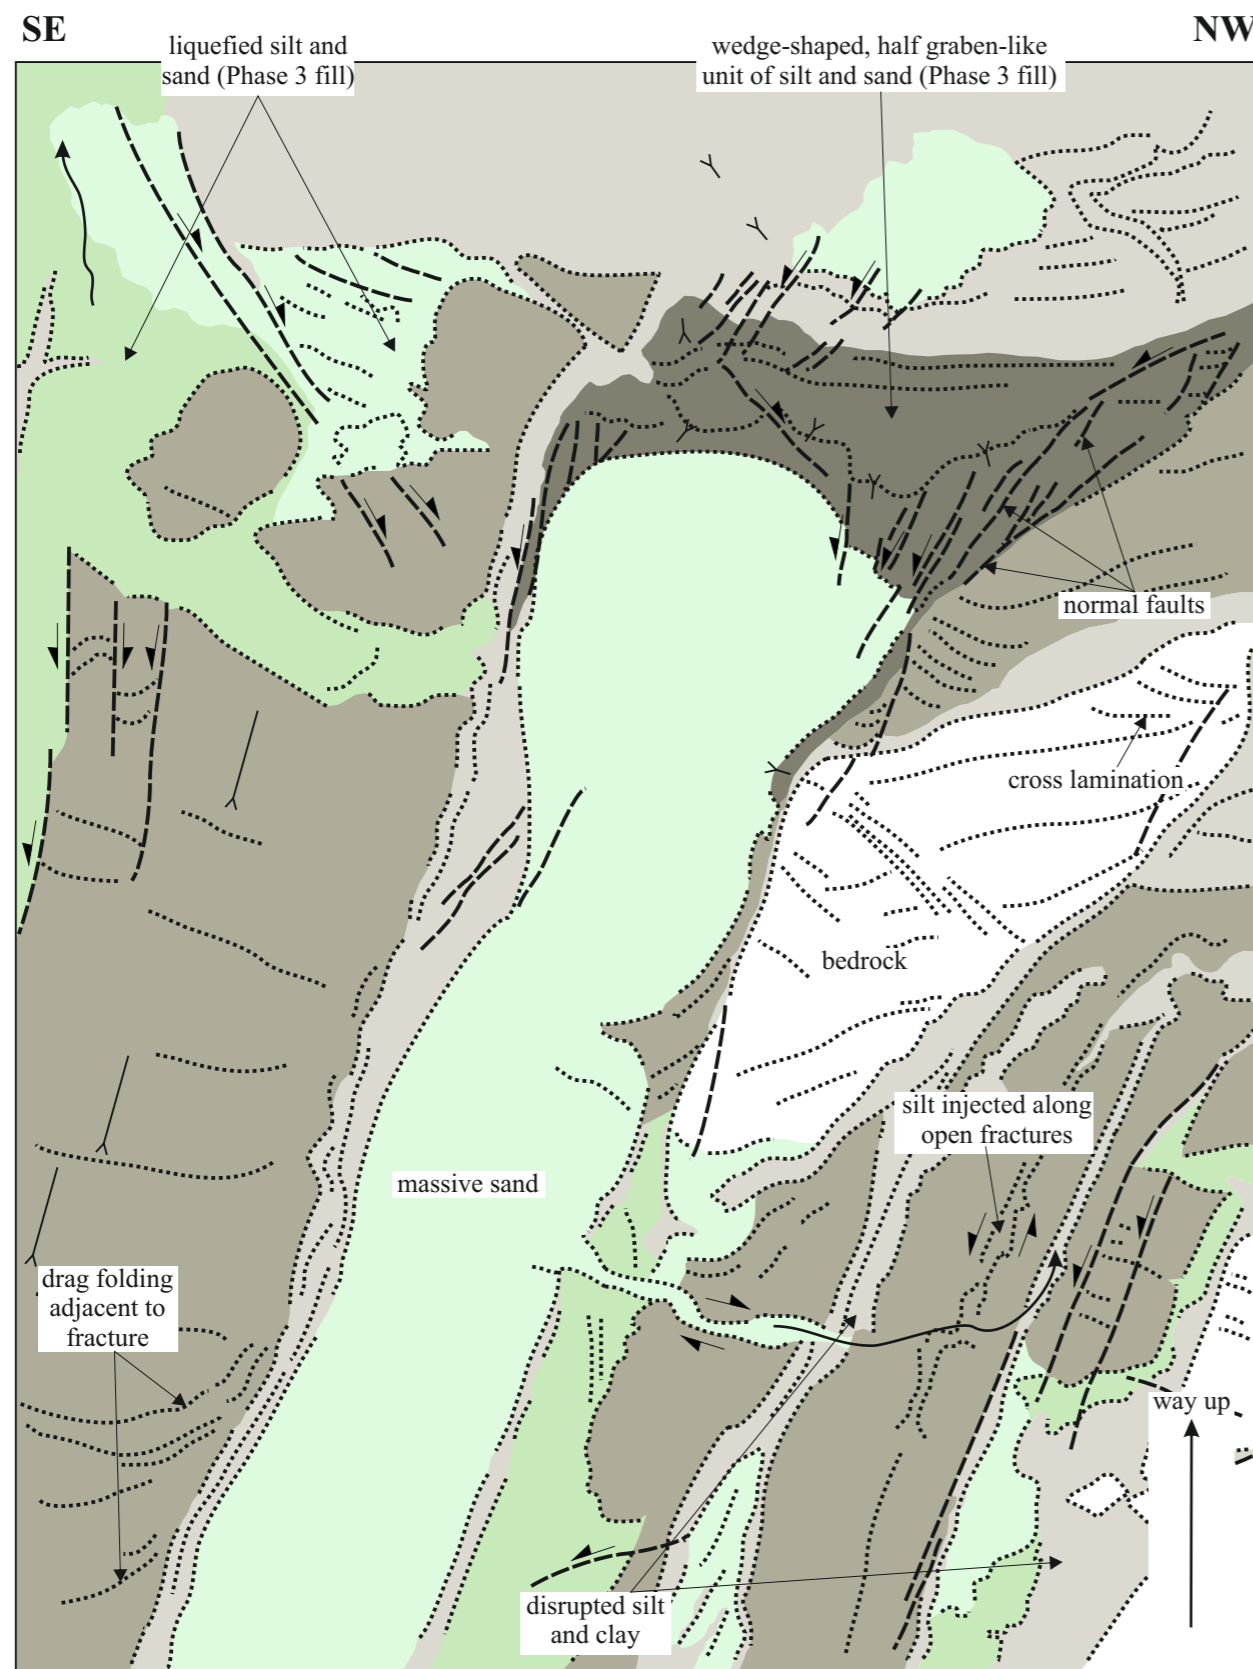 SE
NW
liquefied silt and
sand (Phase 3 fill)
wedge-shaped, half graben-like
unit of silt and sand (Phase 3 fill)
normal faults
cross lamination
bedrock
silt injected along
open fractures
massive sand
drag folding
adjacent to
fracture
way up
disrupted silt
and clay